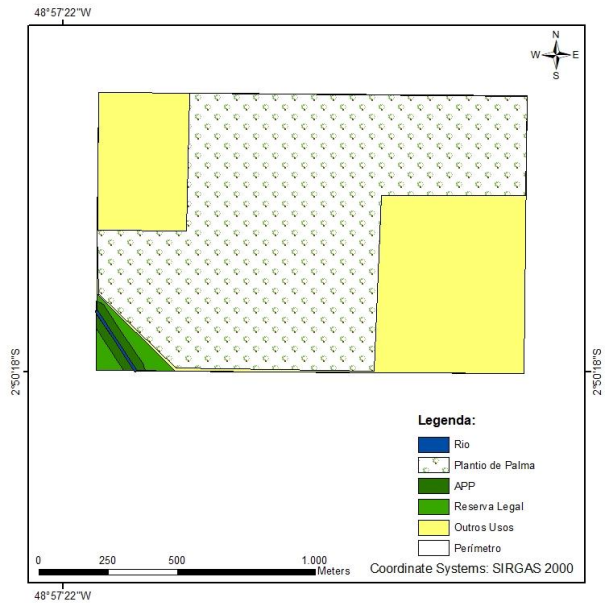 48°57'22"W
N
W E
S
2°50'18"S
2°50'18"S
Legenda:
Rio
Plantio de Palma
APP
Reserva Legal
Outros Usos
Perímetro
0 250 500 1.000
Meters
Coordinate Systems: SIRGAS 2000
48°57'22"W